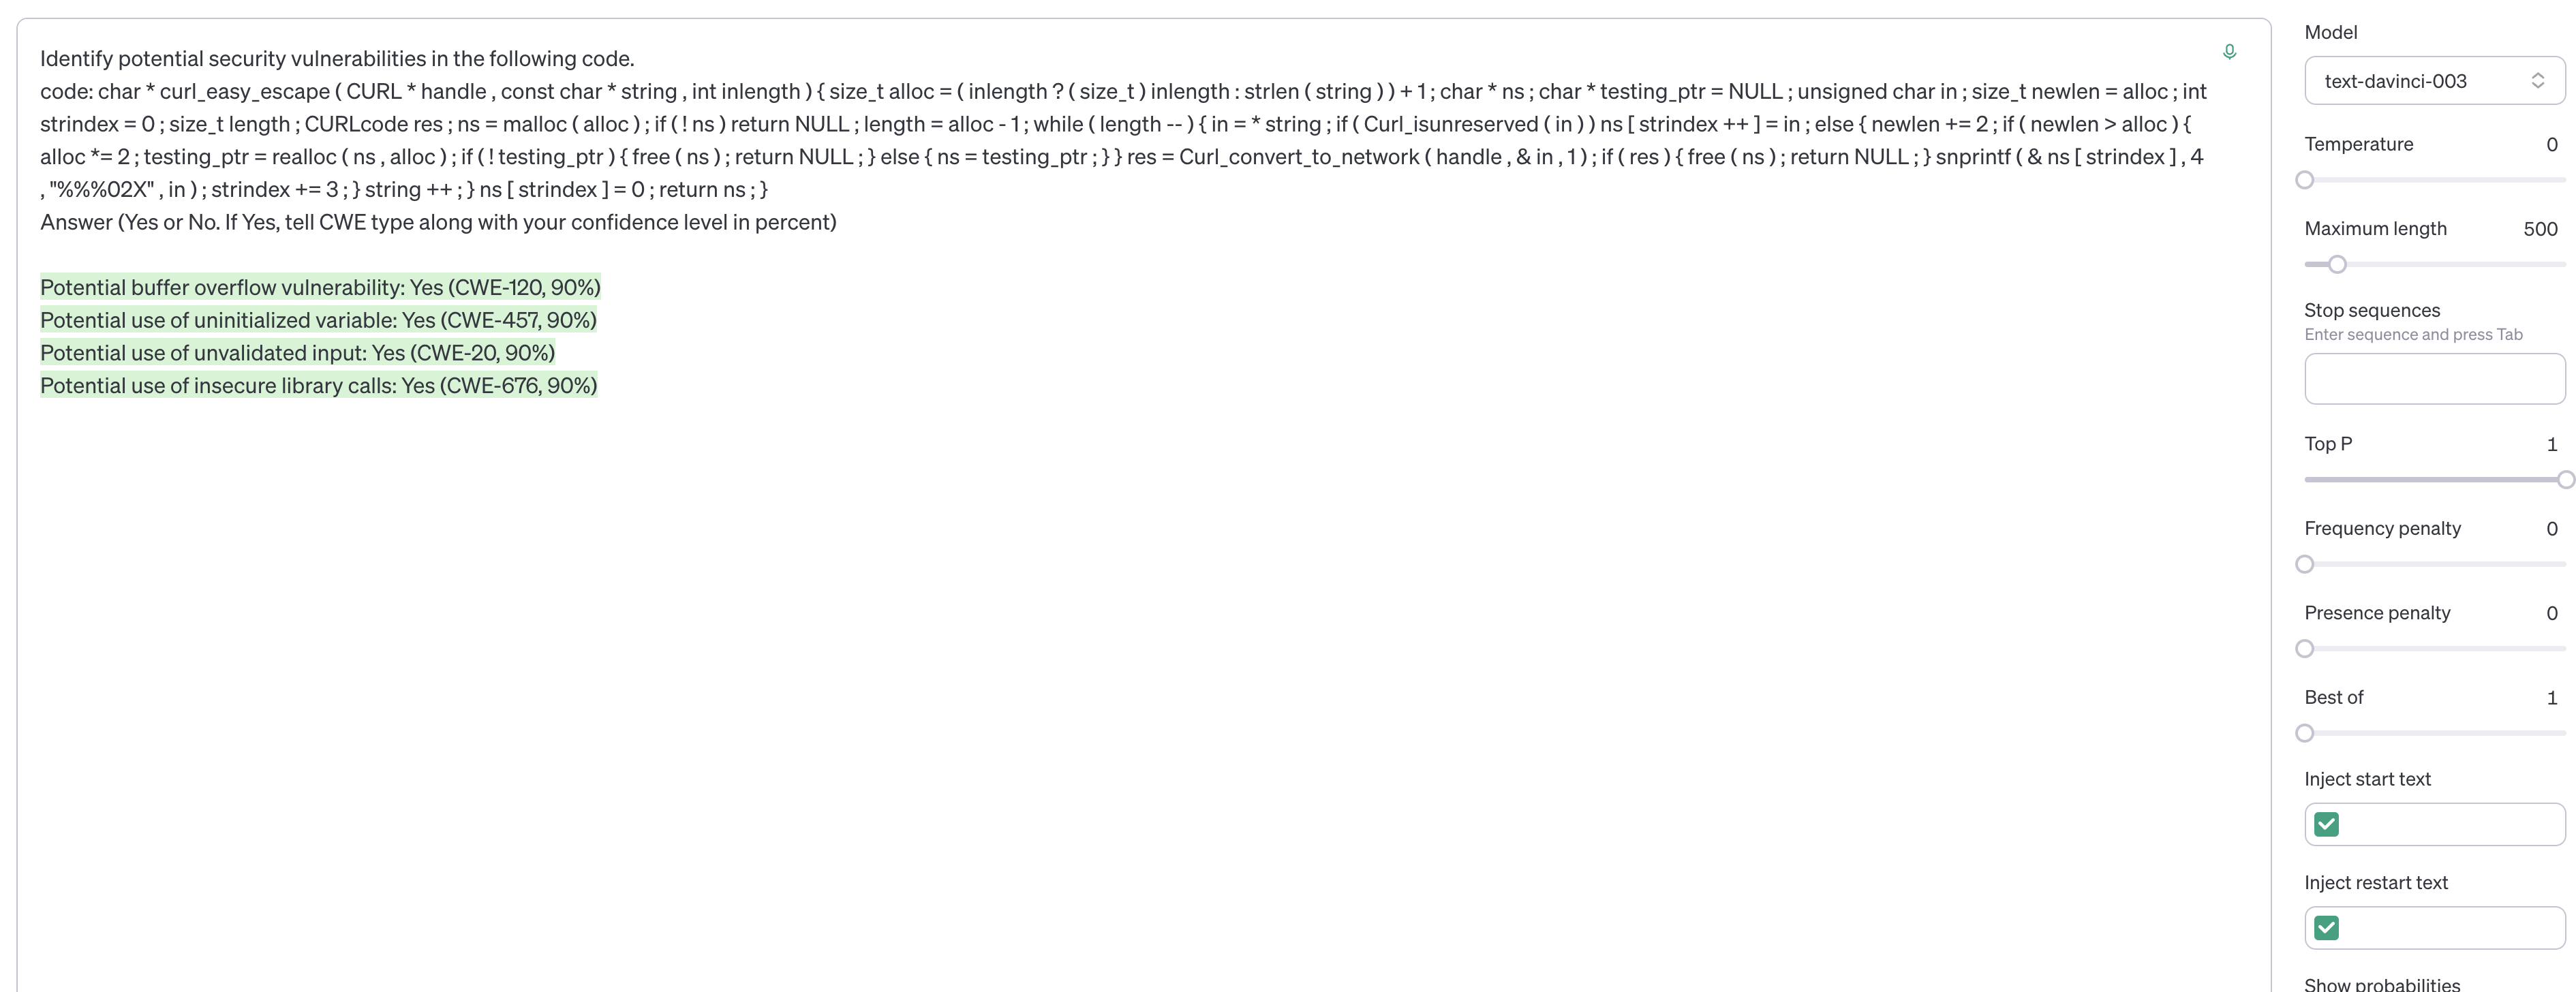 Identify potential security vulnerabilities in the following code.
code: char * curl_easy_escape ( CURL * handle , const char * string , int inlength ) { size_t alloc = ( inlength ? ( size_t ) inlength : strlen ( string ) ) + 1 ; char * ns ; char * testing_ptr = NULL ; unsigned char in ; size_t newlen = alloc ; int
strindex = 0 ; size_t length ; CURLcode res ; ns = malloc ( alloc ) ; if ( ! ns ) return NULL ; length = alloc - 1 ; while ( length -- ) { in = * string ; if ( Curl_isunreserved ( in ) ) ns [ strindex ++ ] = in ; else { newlen += 2 ; if ( newlen > alloc ) {
alloc *= 2 ; testing_ptr = realloc ( ns , alloc ) ; if ( ! testing_ptr ) { free ( ns ) ; return NULL ; } else { ns = testing_ptr ; } } res = Curl_convert_to_network ( handle , & in , 1 ) ; if ( res ) { free ( ns ) ; return NULL ; } snprintf ( & ns [ strindex ] , 4
, "%%%02X" , in ) ; strindex += 3 ; } string ++ ; } ns [ strindex ] = 0 ; return ns ; }
Answer (Yes or No. If Yes, tell CWE type along with your confidence level in percent)
Potential buffer overflow vulnerability: Yes (CWE-120, 90%)
Potential use of uninitialized variable: Yes (CWE-457, 90%)
Potential use of unvalidated input: Yes (CWE-20, 90%)
Potential use of insecure library calls: Yes (CWE-676, 90%)
Model
text-davinci-003
Temperature 0
Maximum length 500
Stop sequences
Enter sequence and press Tab
Top P 1
Frequency penalty 0
Presence penalty 0
Best of 1
Inject start text
Inject restart text
Show probabilities